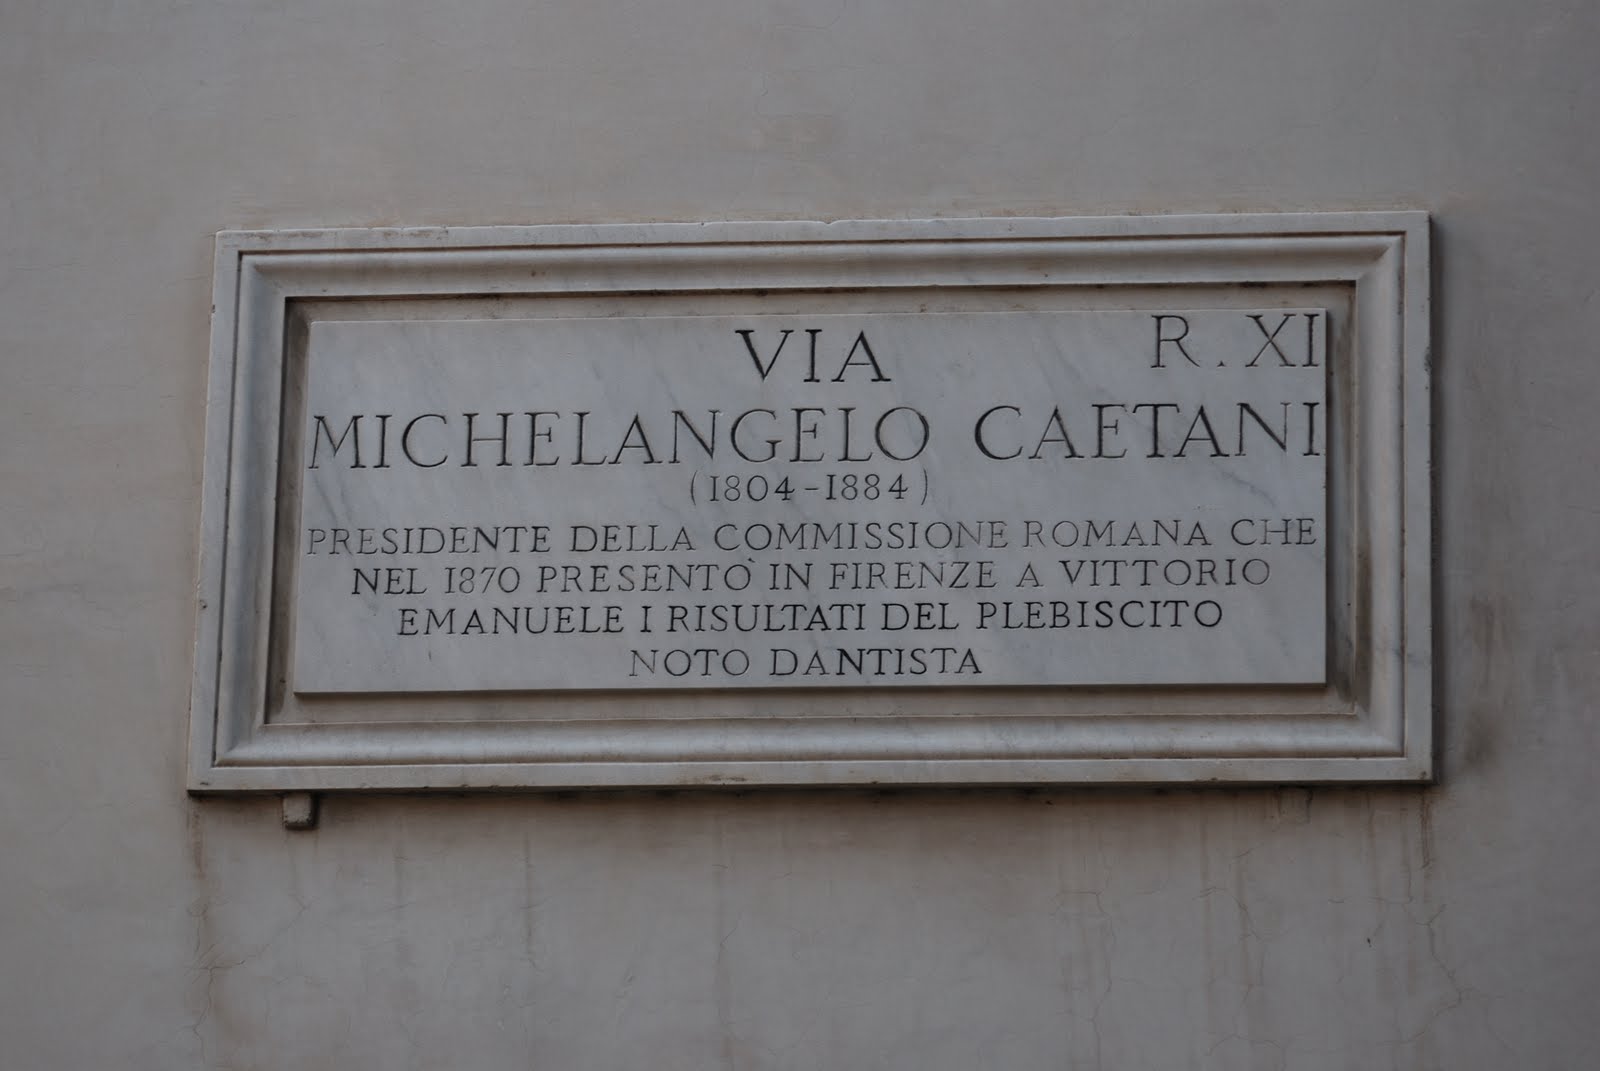 VIA R. XI
MICHELANGELO CAETANI
(1804-1884)
PRESIDENTE DELLA COMMISSIONE ROMANA CHE
NEL 1870 PRESENTÒ IN FIRENZE A VITTORIO
EMANUELE I RISULTATI DEL PLEBISCITO
NOTO DANTISTA